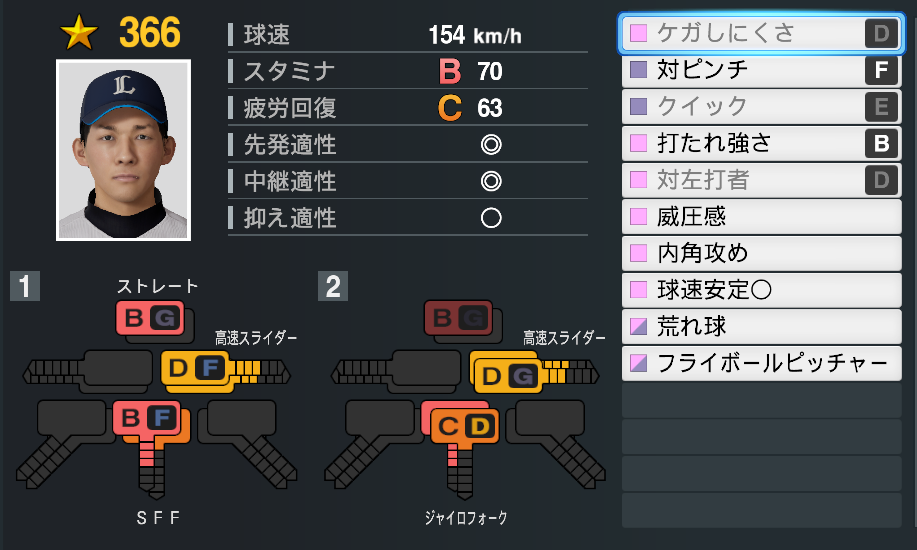 366
L
球速 154 km/h
スタミナ B 70
疲労回復 C 63
先発適性 ◎
中継適性 ◎
抑え適性 ○
ケガしにくさ D
対ピンチ F
クイック E
打たれ強さ B
対左打者 D
威圧感
内角攻め
球速安定○
荒れ球
フライボールピッチャー
1
ストレート
B G
高速スライダー
D F
B F
SFF
2
B G
高速スライダー
D G
C D
ジャイロフォーク